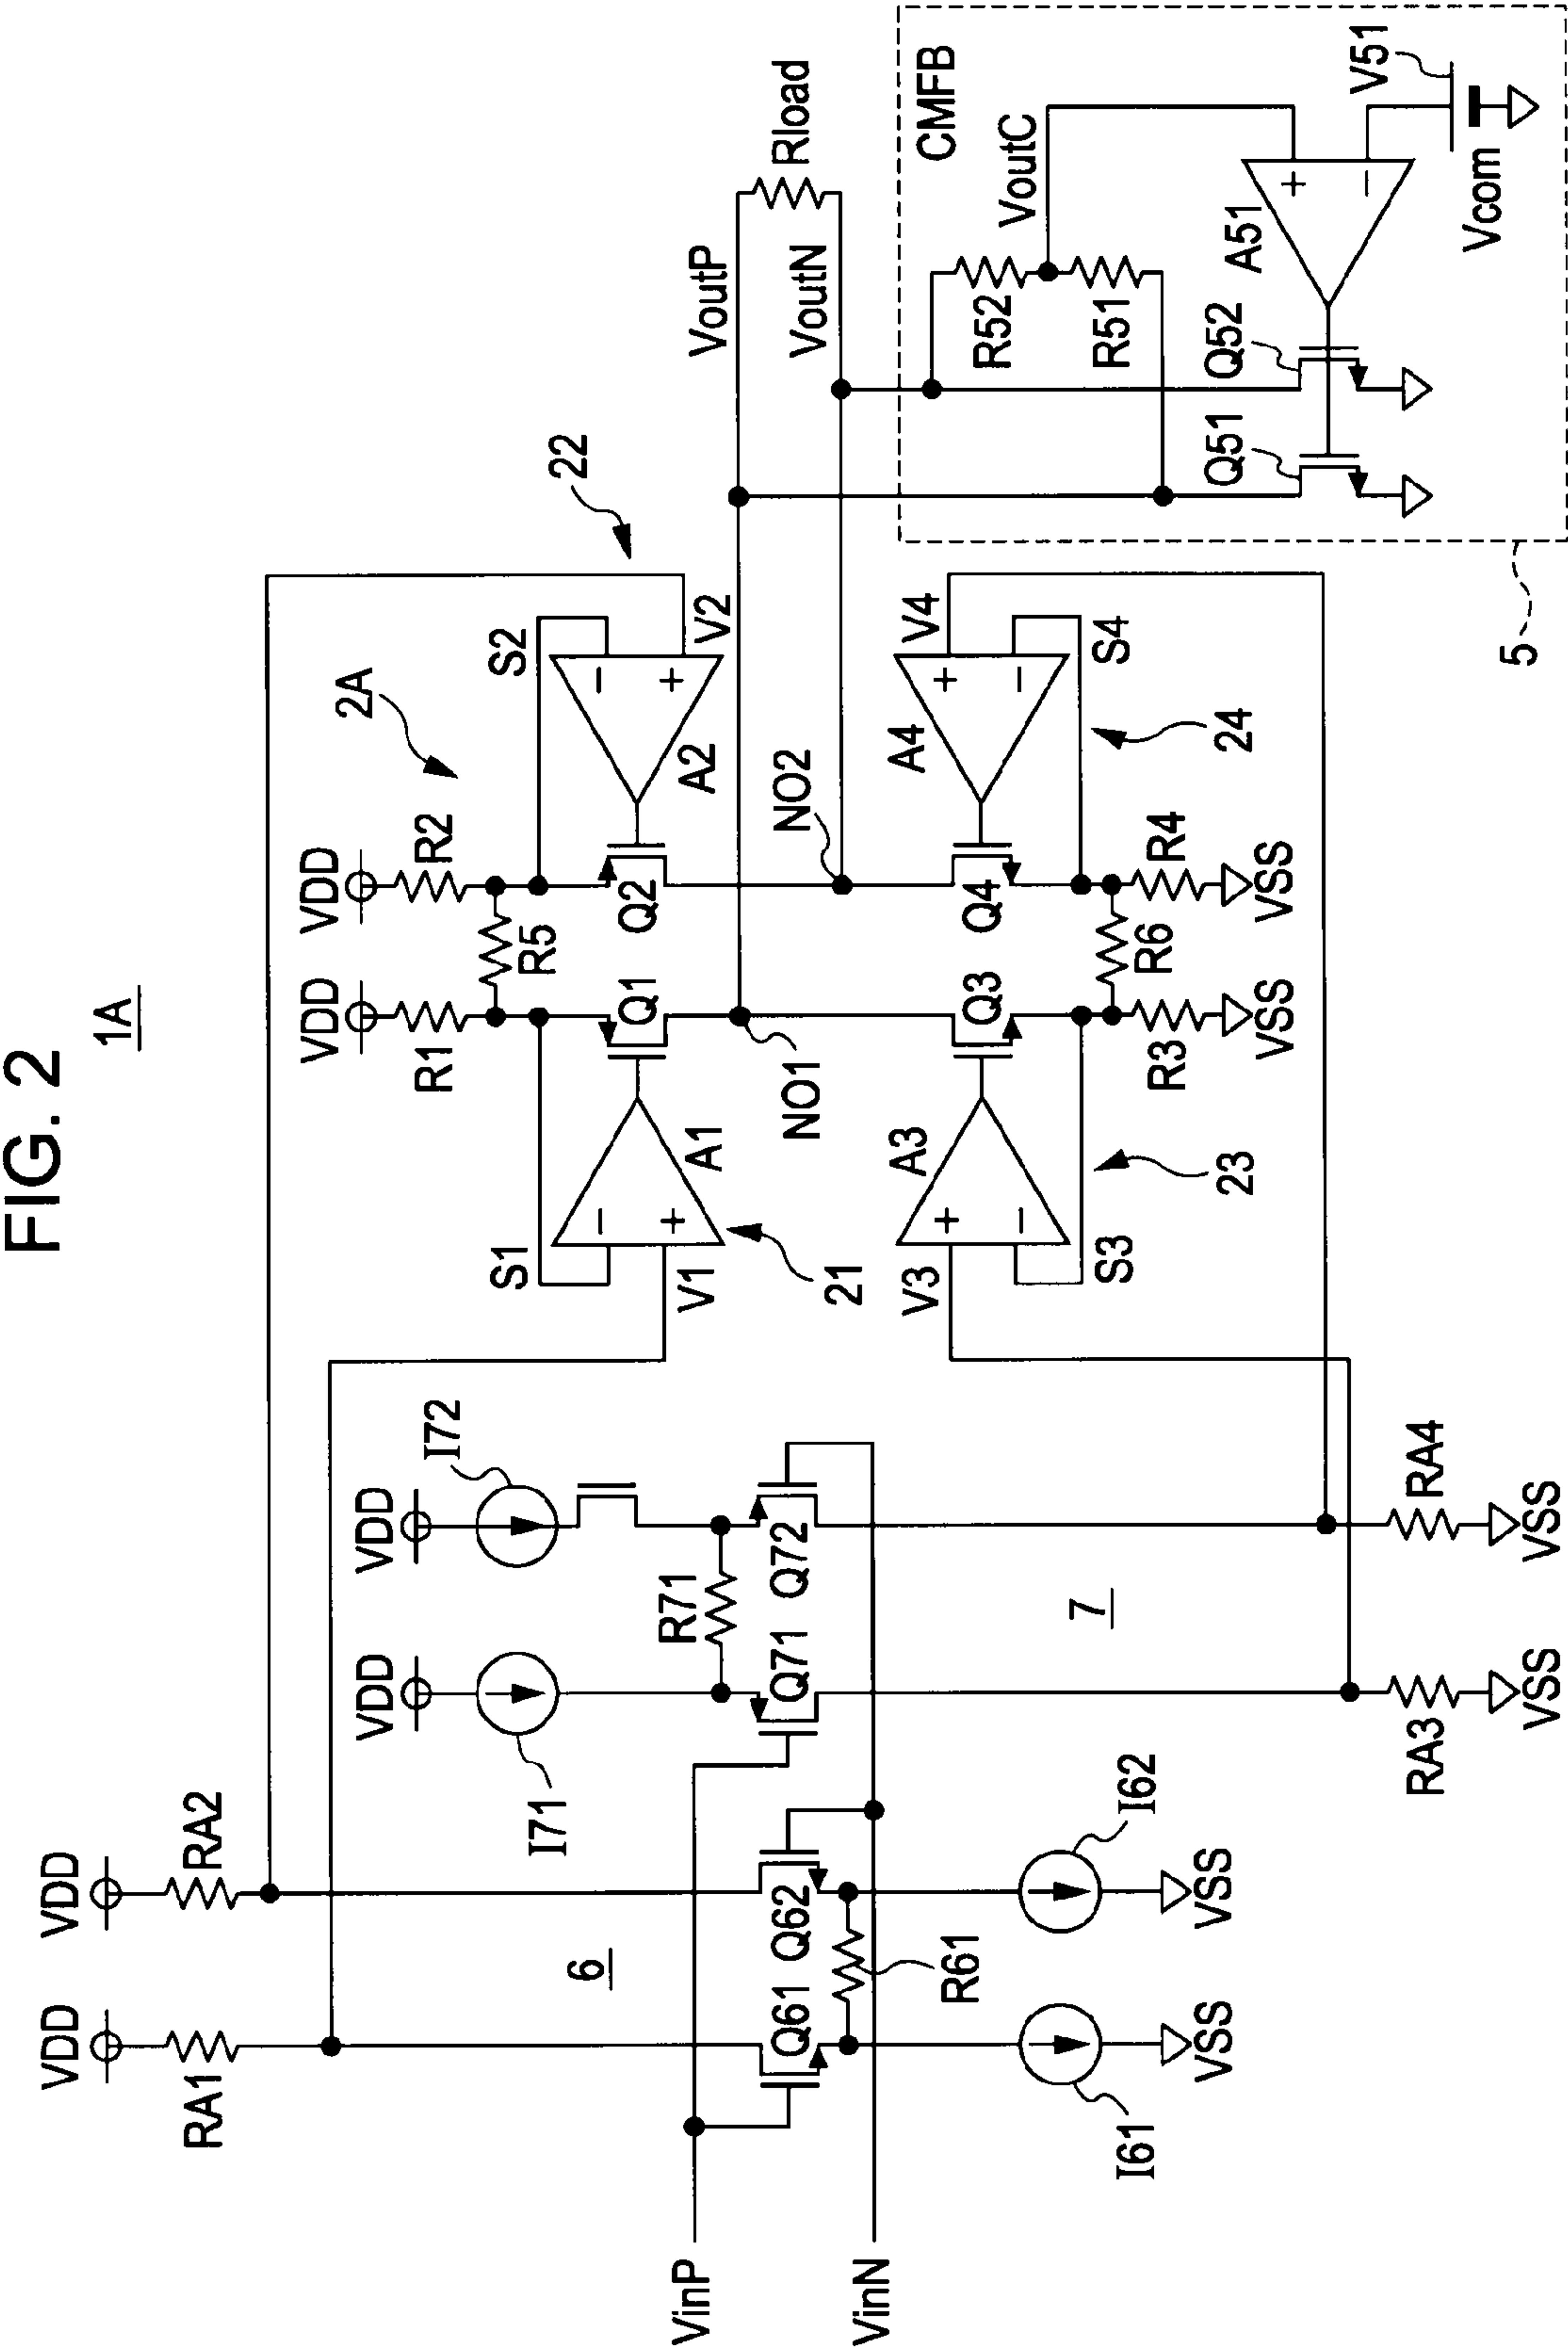 FIG. 2
1A
VDD
RA1
VDD
RA2
VDD
I71
VDD
I72
VDD
R1
VDD
R2
R5
2A
S1
S2
22
V1
A1
Q1
Q2
A2
V2
21
NO1
NO2
VoutP
VoutN
Rload
6
Q61
Q62
R61
R71
Q71
Q72
7
VinP
VinN
I61
VSS
I62
VSS
RA3
VSS
RA4
VSS
V3
A3
Q3
Q4
A4
V4
S3
S4
23
24
R6
R3
VSS
R4
VSS
CMFB
R52
VoutC
R51
Q51
Q52
A51
V51
Vcom
5
+
−
+
−
+
−
+
−
+
−